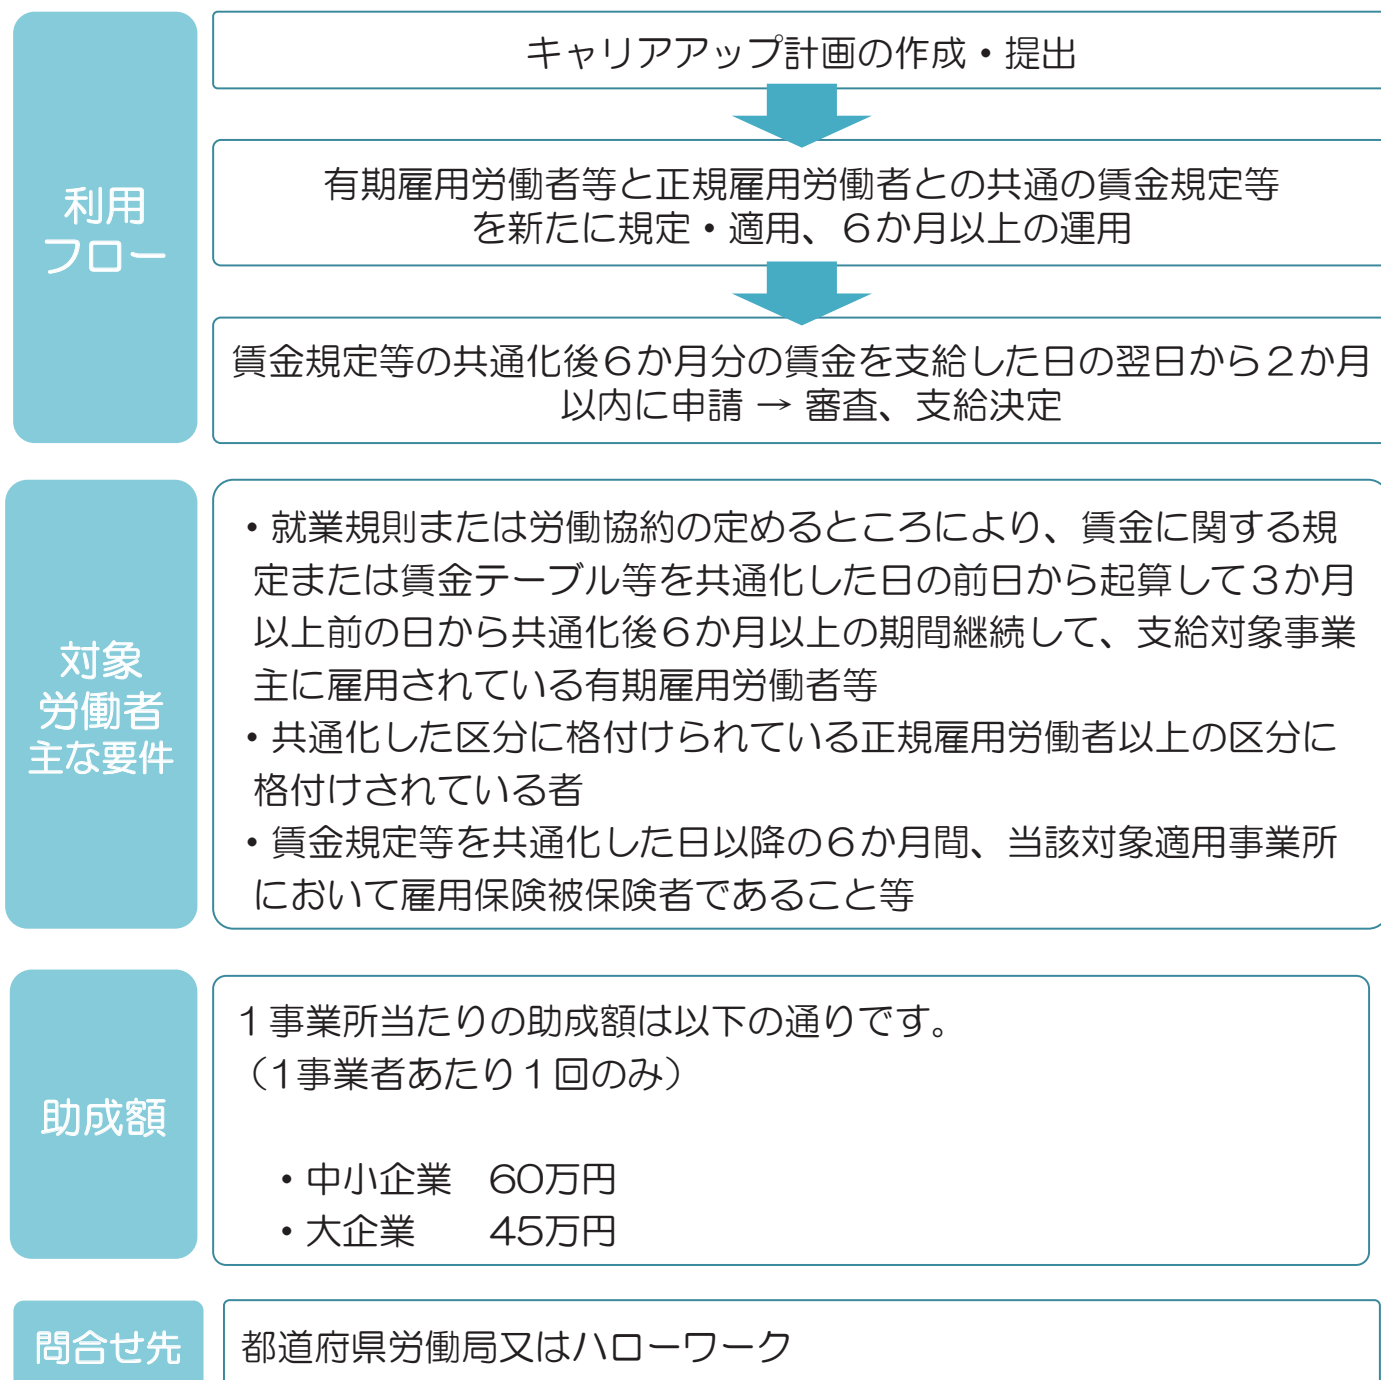 利用
フロー
キャリアアップ計画の作成・提出
有期雇用労働者等と正規雇用労働者との共通の賃金規定等
を新たに規定・適用、６か月以上の運用
賃金規定等の共通化後６か月分の賃金を支給した日の翌日から２か月
以内に申請 → 審査、支給決定
対象
労働者
主な要件
・就業規則または労働協約の定めるところにより、賃金に関する規
定または賃金テーブル等を共通化した日の前日から起算して３か月
以上前の日から共通化後６か月以上の期間継続して、支給対象事業
主に雇用されている有期雇用労働者等
・共通化した区分に格付けられている正規雇用労働者以上の区分に
格付けされている者
・賃金規定等を共通化した日以降の６か月間、当該対象適用事業所
において雇用保険被保険者であること等
助成額
１事業所当たりの助成額は以下の通りです。
（1事業者あたり１回のみ）
・中小企業　60万円
・大企業　　45万円
問合せ先
都道府県労働局又はハローワーク